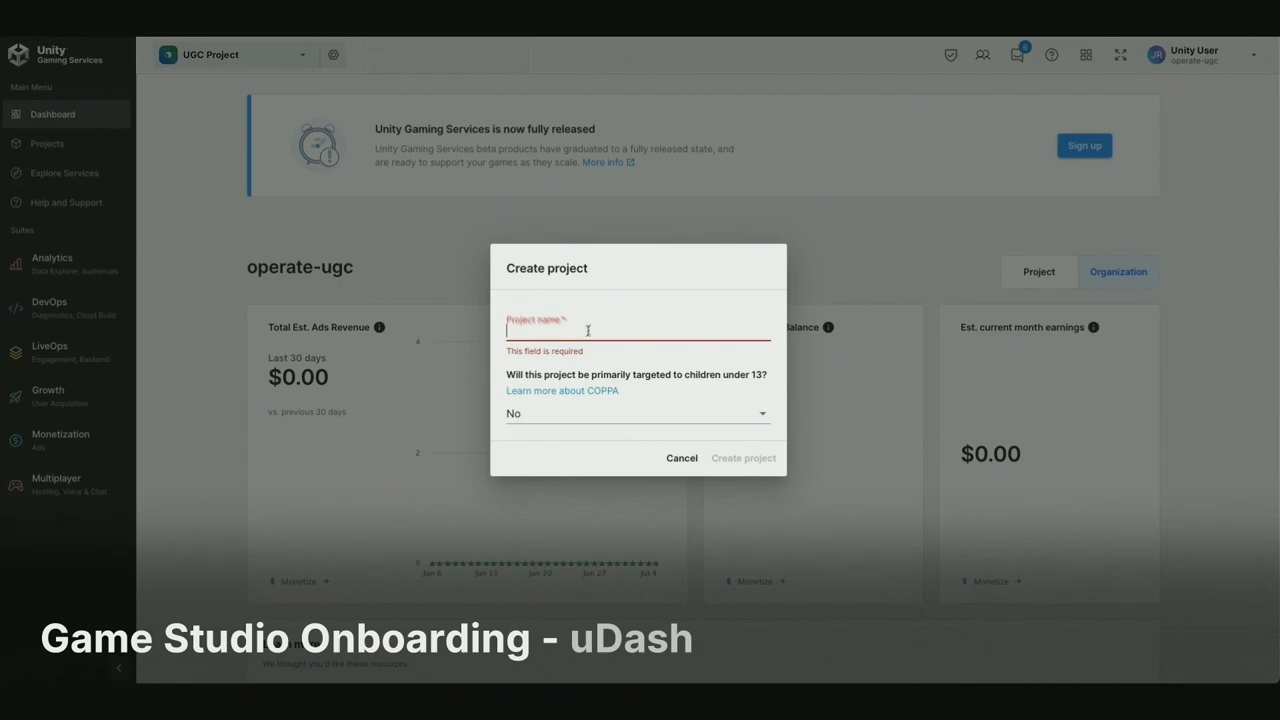 Unity
Gaming Services
UGC Project
6
JR
Unity User
operate-ugc
Main Menu
Dashboard
Projects
Explore Services
Help and Support
Suites
Analytics
Data Explorer, Audiences
DevOps
Diagnostics, Cloud Build
LiveOps
Engagement, Backend
Growth
User Acquisition
Monetization
Ads
Multiplayer
Hosting, Voice & Chat
Unity Gaming Services is now fully released
Unity Gaming Services beta products have graduated to a fully released state, and
are ready to support your games as they scale. More info
Sign up
operate-ugc
Project
Organization
Total Est. Ads Revenue
Last 30 days
$0.00
vs. previous 30 days
4
2
0
Jun 6
Jun 13
Jun 20
Jun 27
Jul 4
Monetize
Create project
Project name *
This field is required
Will this project be primarily targeted to children under 13?
Learn more about COPPA
No
Cancel
Create project
Balance
Monetize
Est. current month earnings
$0.00
Monetize
Game Studio Onboarding - uDash
We thought you'd like these resources